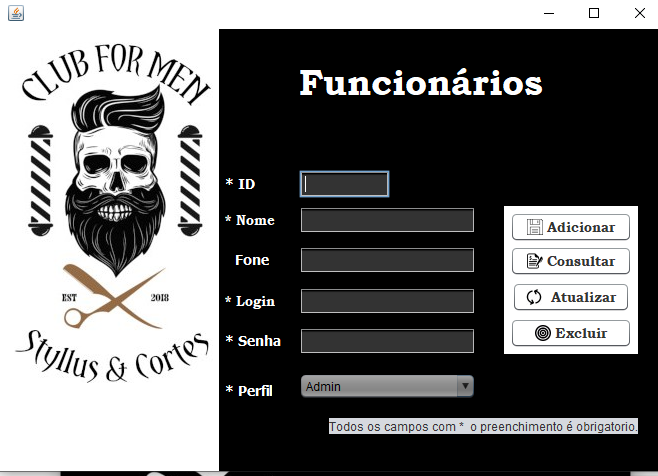 CLUB FOR MEN
EST 2018
Styllus & Cortes
Funcionários
* ID
* Nome
Fone
* Login
* Senha
* Perfil
Admin
Adicionar
Consultar
Atualizar
Excluir
Todos os campos com * o preenchimento é obrigatorio.